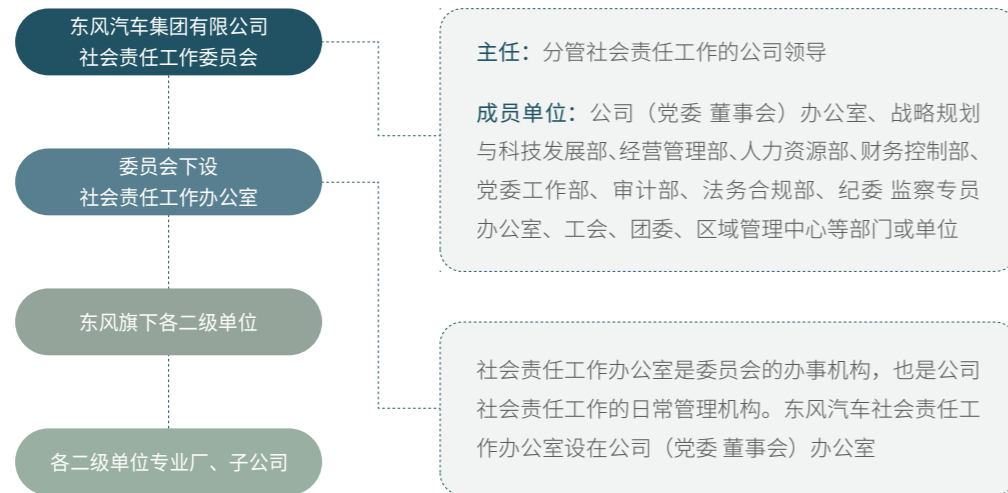 东风汽车集团有限公司
社会责任工作委员会
主任：分管社会责任工作的公司领导
成员单位：公司（党委 董事会）办公室、战略规划
与科技发展部、经营管理部、人力资源部、财务控制部、
党委工作部、审计部、法务合规部、纪委 监察专员
办公室、工会、团委、区域管理中心等部门或单位
委员会下设
社会责任工作办公室
社会责任工作办公室是委员会的办事机构，也是公司
社会责任工作的日常管理机构。东风汽车社会责任工
作办公室设在公司（党委 董事会）办公室
东风旗下各二级单位
各二级单位专业厂、子公司